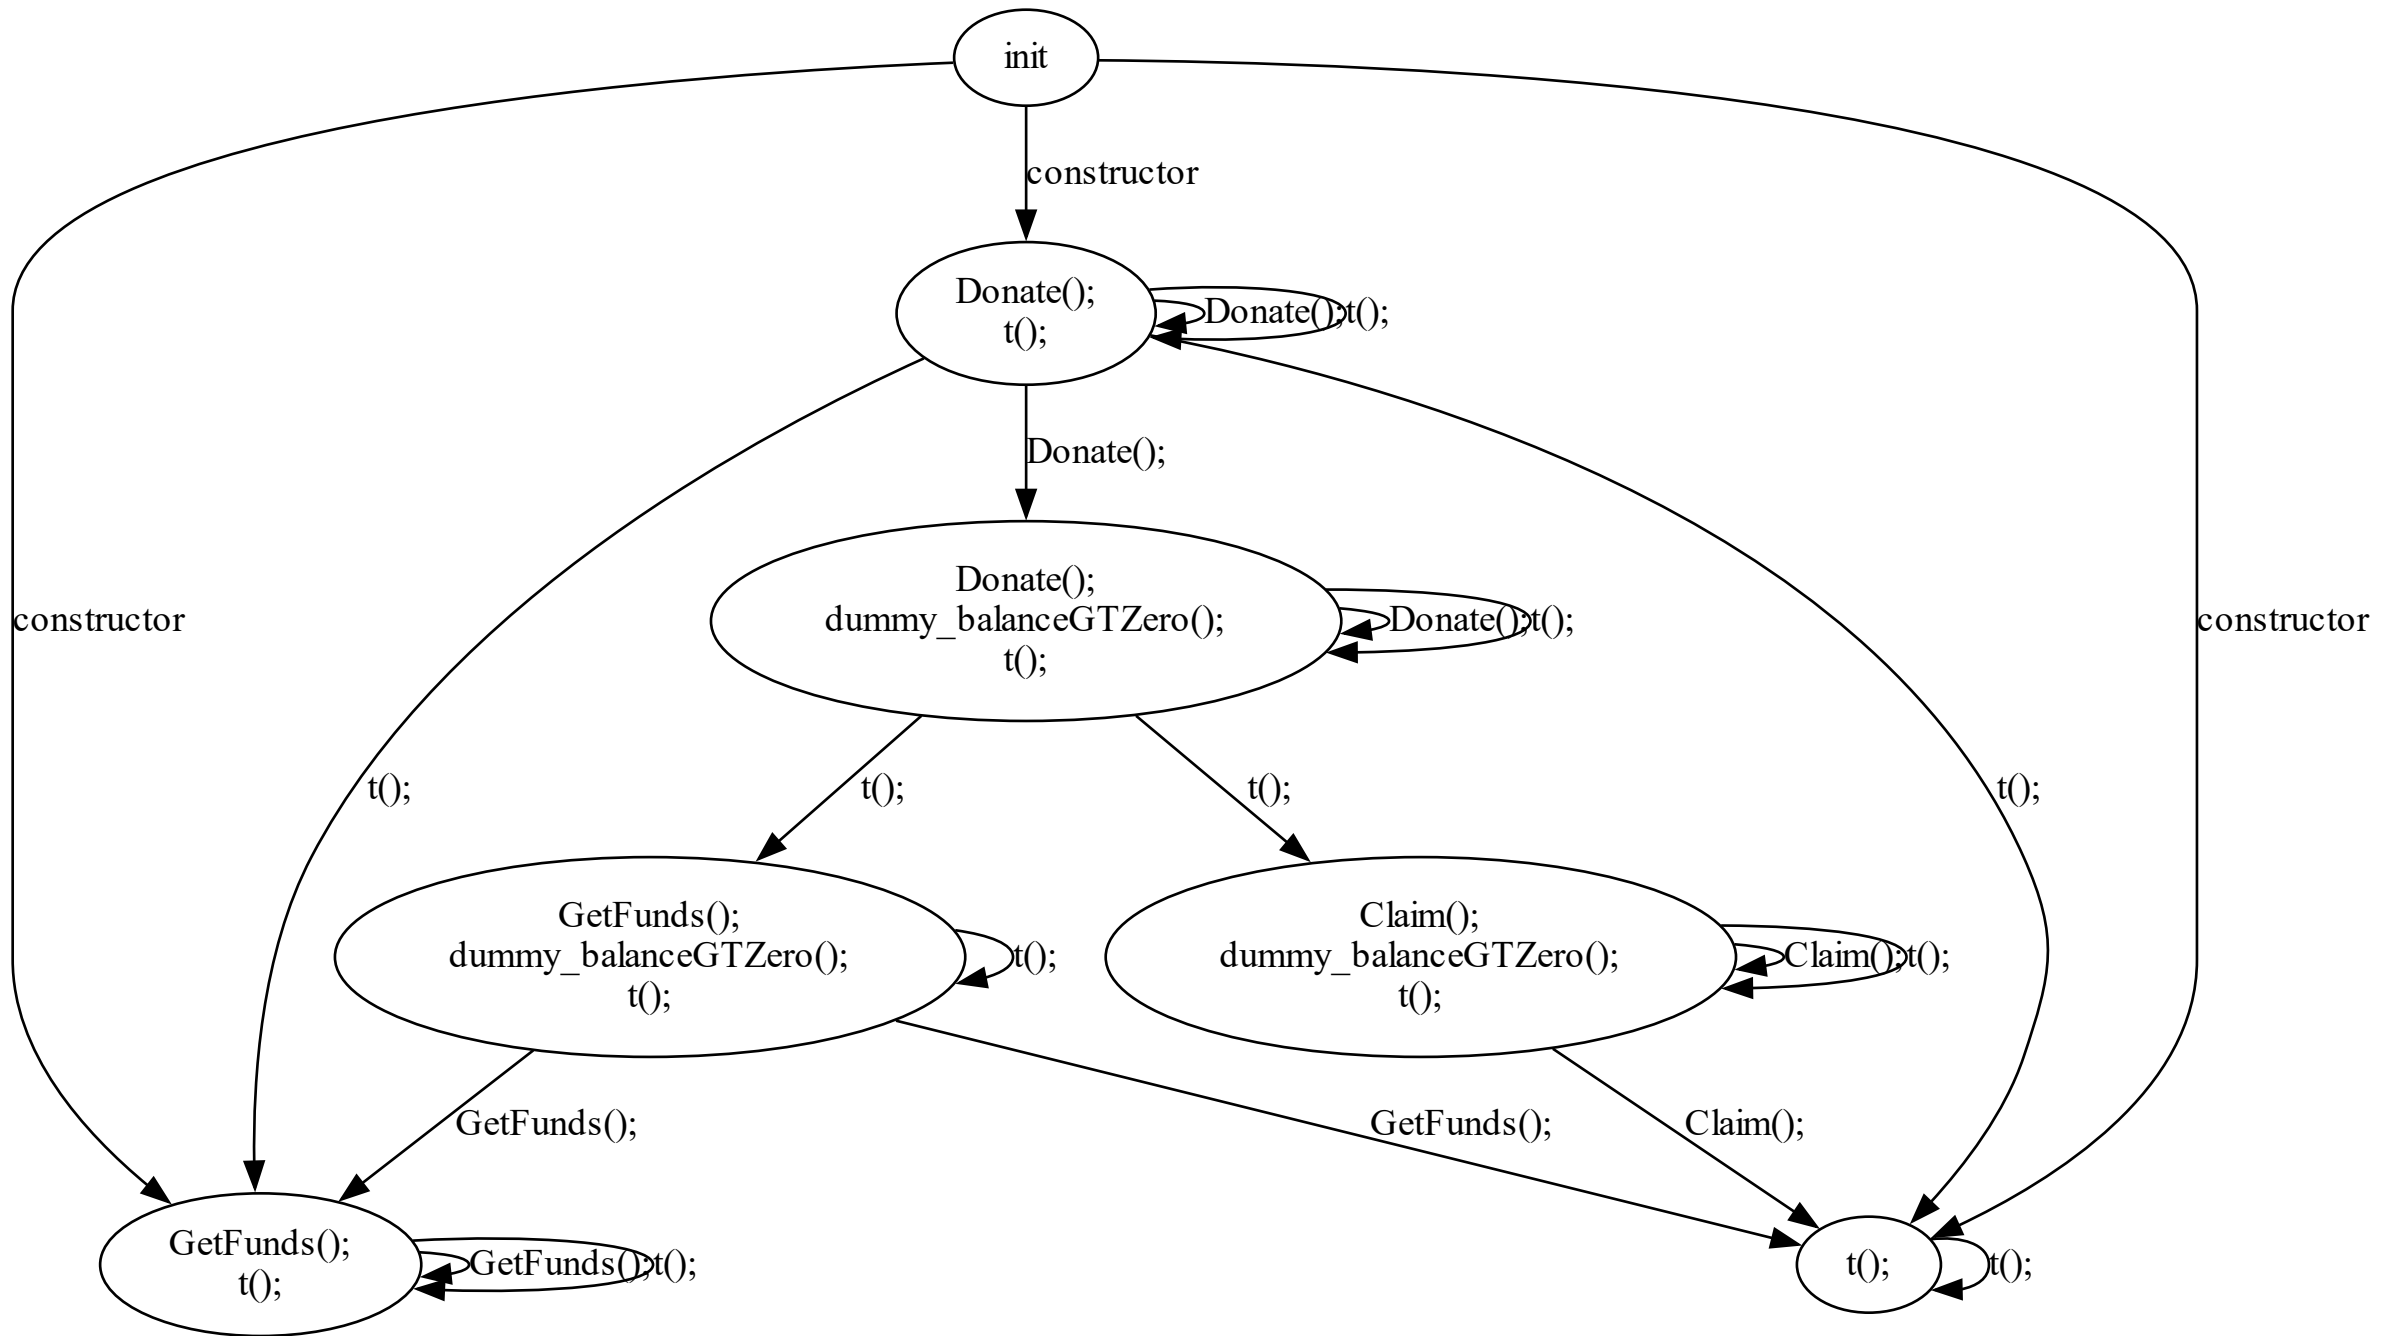 init
constructor
Donate();
t();
Donate();
t();
Donate();
Donate();
dummy_balanceGTZero();
t();
Donate();
t();
constructor
constructor
t();
t();
t();
t();
GetFunds();
dummy_balanceGTZero();
t();
t();
Claim();
dummy_balanceGTZero();
t();
Claim();
t();
GetFunds();
GetFunds();
Claim();
GetFunds();
t();
GetFunds();
t();
t();
t();